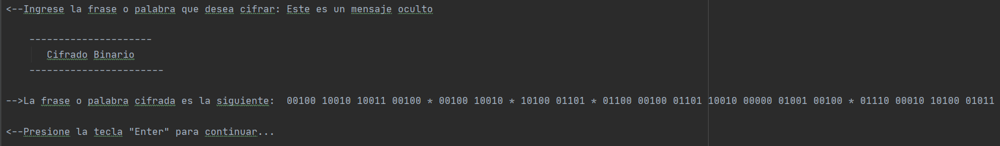 <--Ingrese la frase o palabra que desea cifrar: Este es un mensaje oculto
---------------------
Cifrado Binario
-----------------------
-->La frase o palabra cifrada es la siguiente:  00100 10010 10011 00100 * 00100 10010 * 10100 01101 * 01100 00100 01101 10010 00000 01001 00100 * 01110 00010 10100 01011
<--Presione la tecla "Enter" para continuar...